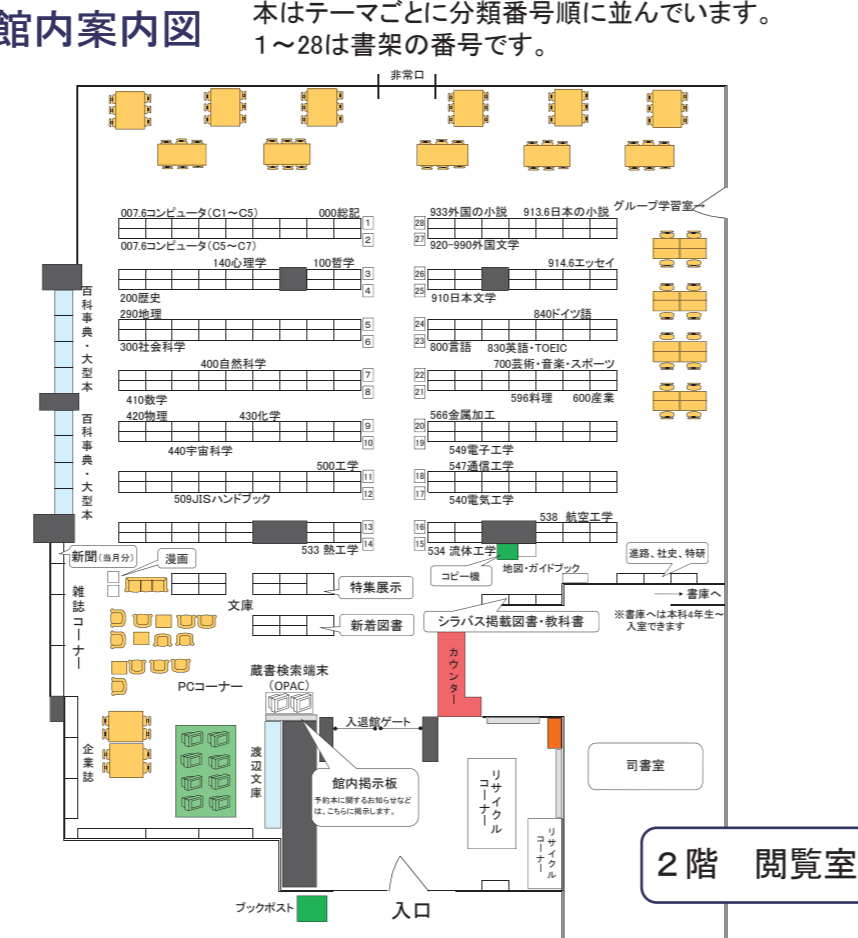 館内案内図
本はテーマごとに分類番号順に並んでいます。
1～28は書架の番号です。
非常口
グループ学習室→
007.6コンピュータ(C1～C5)
000総記
1
2
007.6コンピュータ(C5～C7)
140心理学
100哲学
3
4
200歴史
290地理
5
6
300社会科学
400自然科学
7
8
410数学
420物理
430化学
9
10
440宇宙科学
500工学
11
12
509JISハンドブック
13
14
533 熱工学
933外国の小説
913.6日本の小説
28
27
920-990外国文学
914.6エッセイ
26
25
910日本文学
840ドイツ語
24
23
800言語
830英語・TOEIC
700芸術・音楽・スポーツ
22
21
596料理
600産業
566金属加工
20
19
549電子工学
547通信工学
18
17
540電気工学
538 航空工学
16
15
534 流体工学
百科事典・大型本
百科事典・大型本
新聞(当月分)
漫画
雑誌コーナー
文庫
特集展示
新着図書
コピー機
地図・ガイドブック
進路、社史、特研
→書庫へ
※書庫へは本科4年生～
入室できます
シラバス掲載図書・教科書
カウンター
PCコーナー
蔵書検索端末
(OPAC)
入退館ゲート
企業誌
渡辺文庫
館内掲示板
予約本に関するお知らせなど
は、こちらに掲示します。
リサイクル
コーナー
リサイクル
コーナー
司書室
2階 閲覧室
ブックポスト
入口